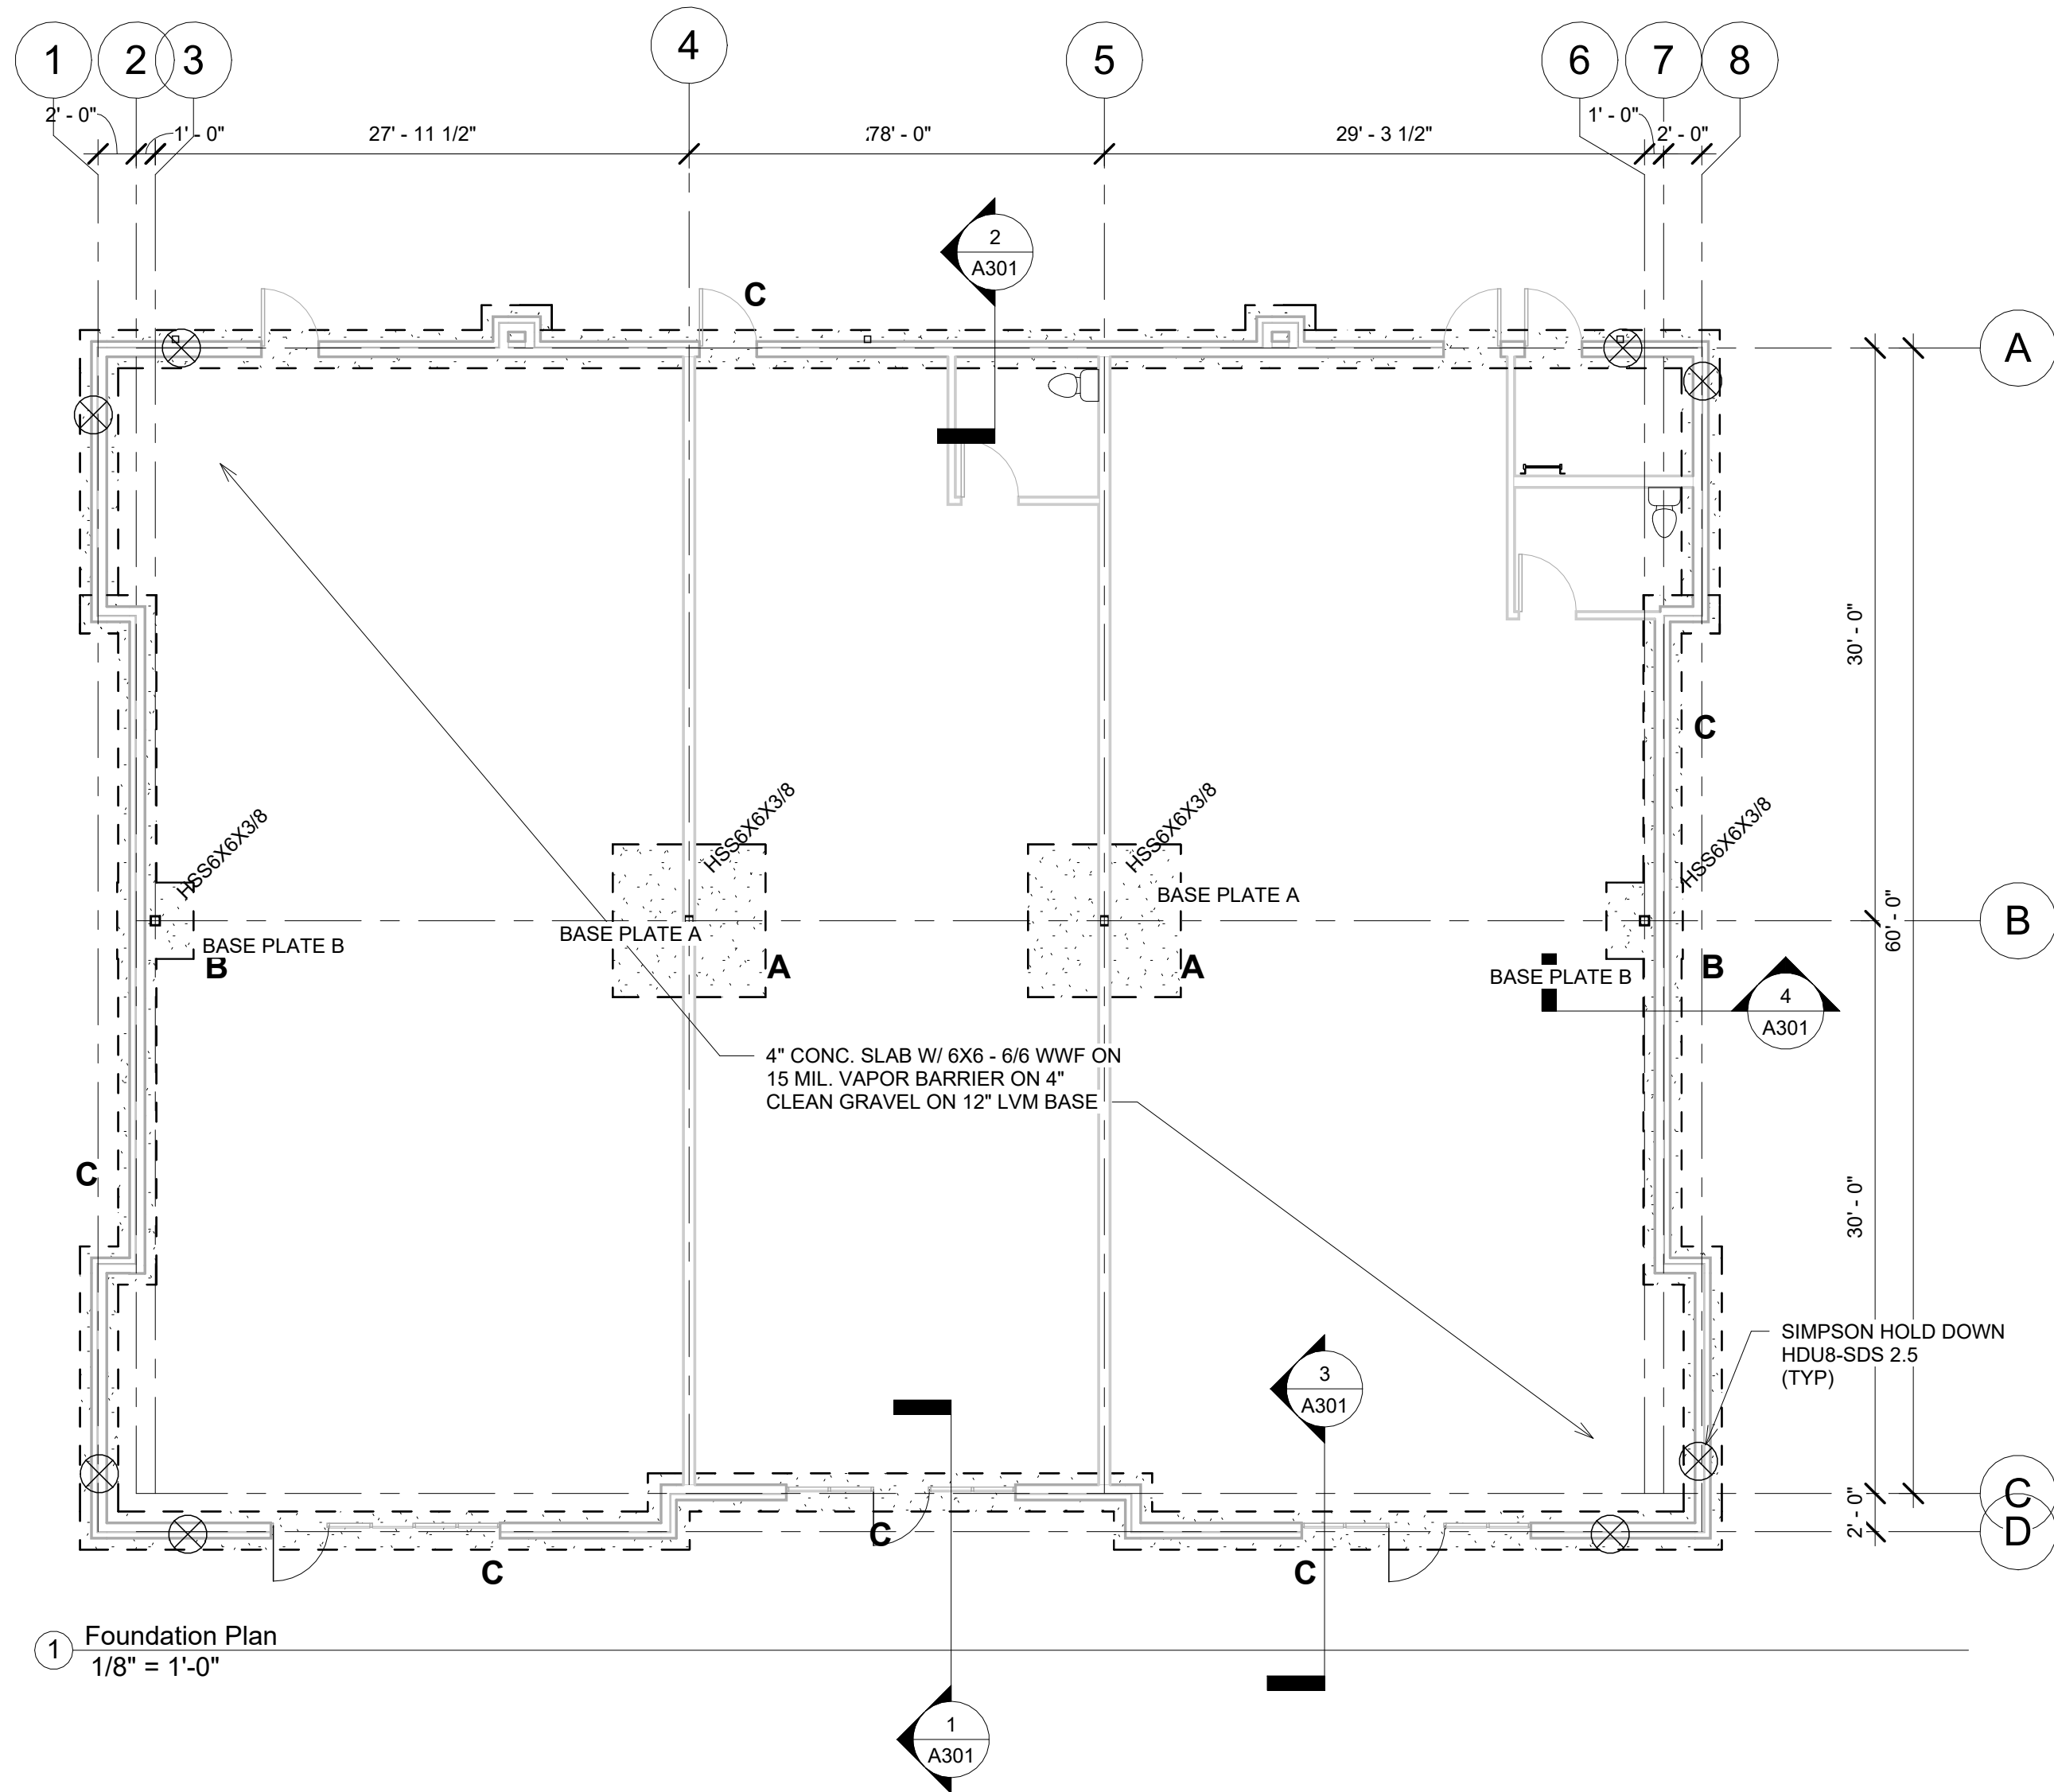 1
2
3
4
5
6
7
8
2' - 0"
1' - 0"
27' - 11 1/2"
78' - 0"
29' - 3 1/2"
1' - 0"
2' - 0"
2
A301
C
A
30' - 0"
C
HSS6X6X3/8
HSS6X6X3/8
HSS6X6X3/8
HSS6X6X3/8
BASE PLATE A
60' - 0"
B
BASE PLATE B
BASE PLATE A
B
A
A
BASE PLATE B
B
4
A301
4" CONC. SLAB W/ 6X6 - 6/6 WWF ON
15 MIL. VAPOR BARRIER ON 4"
CLEAN GRAVEL ON 12" LVM BASE
C
30' - 0"
SIMPSON HOLD DOWN
HDU8-SDS 2.5
(TYP)
3
A301
C
2' - 0"
D
C
C
C
1
Foundation Plan
1/8" = 1'-0"
1
A301